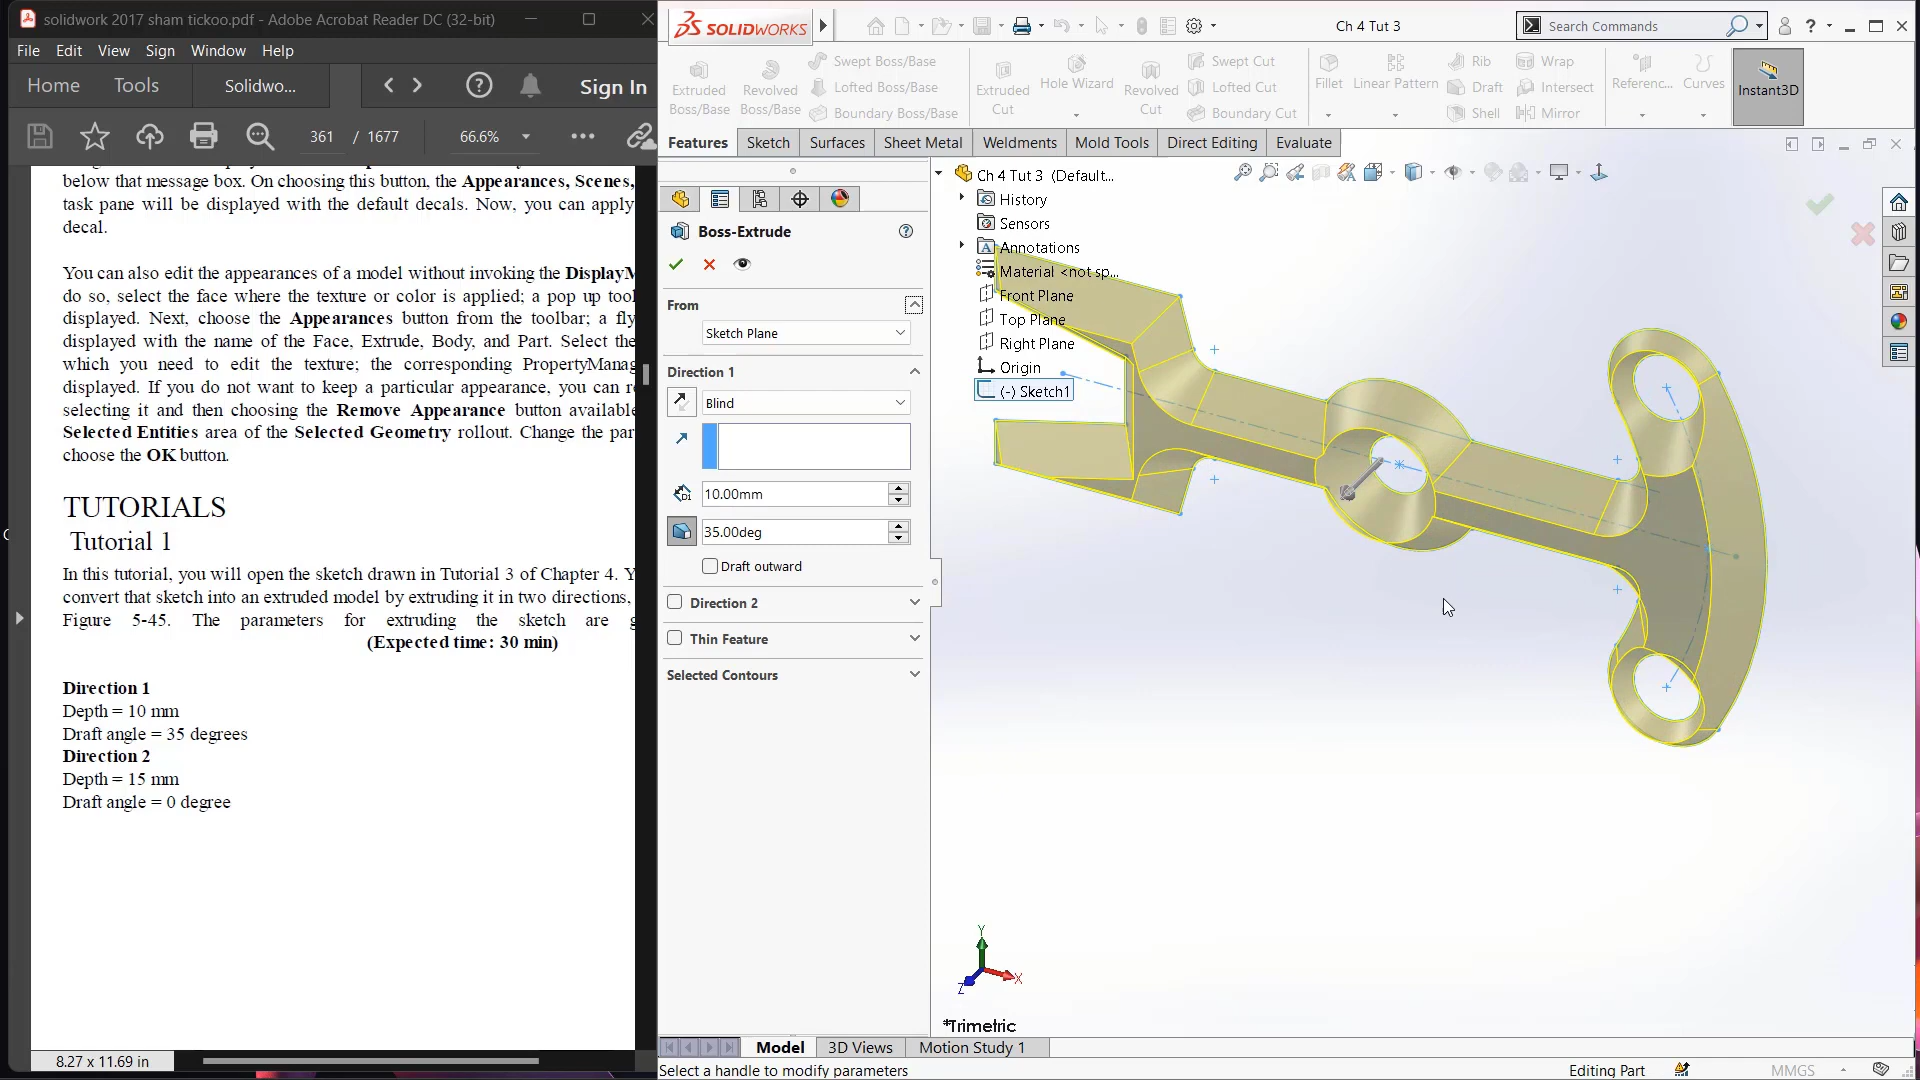 solidwork 2017 sham tickoo.pdf - Adobe Acrobat Reader DC (32-bit)
File Edit View Sign Window Help
Home Tools Solidwo... Sign In
361 / 1677 66.6%
below that message box. On choosing this button, the Appearances, Scenes,
task pane will be displayed with the default decals. Now, you can apply
decal.
You can also edit the appearances of a model without invoking the
do so, select the face where the texture or color is applied; a pop up
displayed. Next, choose the Appearances button from the toolbar; a
displayed with the name of the Face, Extrude, Body, and Part. Select the
which you need to edit the texture; the corresponding
displayed. If you do not want to keep a particular appearance, you can
selecting it and then choosing the Remove Appearance button available
Selected Entities area of the Selected Geometry rollout. Change the
choose the OK button.
TUTORIALS
Tutorial 1
In this tutorial, you will open the sketch drawn in Tutorial 3 of Chapter 4.
convert that sketch into an extruded model by extruding it in two directions,
Figure 5-45. The parameters for extruding the sketch are
(Expected time: 30 min)
Direction 1
Depth = 10 mm
Draft angle = 35 degrees
Direction 2
Depth = 15 mm
Draft angle = 0 degree
8.27 x 11.69 in
SOLIDWORKS
Ch 4 Tut 3
Search Commands
Extruded Boss/Base
Revolved Boss/Base
Swept Boss/Base
Lofted Boss/Base
Boundary Boss/Base
Extruded Cut
Hole Wizard
Revolved Cut
Swept Cut
Lofted Cut
Boundary Cut
Fillet
Linear Pattern
Rib
Draft
Shell
Wrap
Intersect
Mirror
Referenc...
Curves
Instant3D
Features Sketch Surfaces Sheet Metal Weldments Mold Tools Direct Editing Evaluate
Boss-Extrude
From
Sketch Plane
Direction 1
Blind
10.00mm
35.00deg
Draft outward
Direction 2
Thin Feature
Selected Contours
Ch 4 Tut 3 (Default...
History
Sensors
Annotations
Material <not sp...
Front Plane
Top Plane
Right Plane
Origin
(-) Sketch1
Y
X
Z
*Trimetric
Model 3D Views Motion Study 1
Select a handle to modify parameters
Editing Part
MMGS